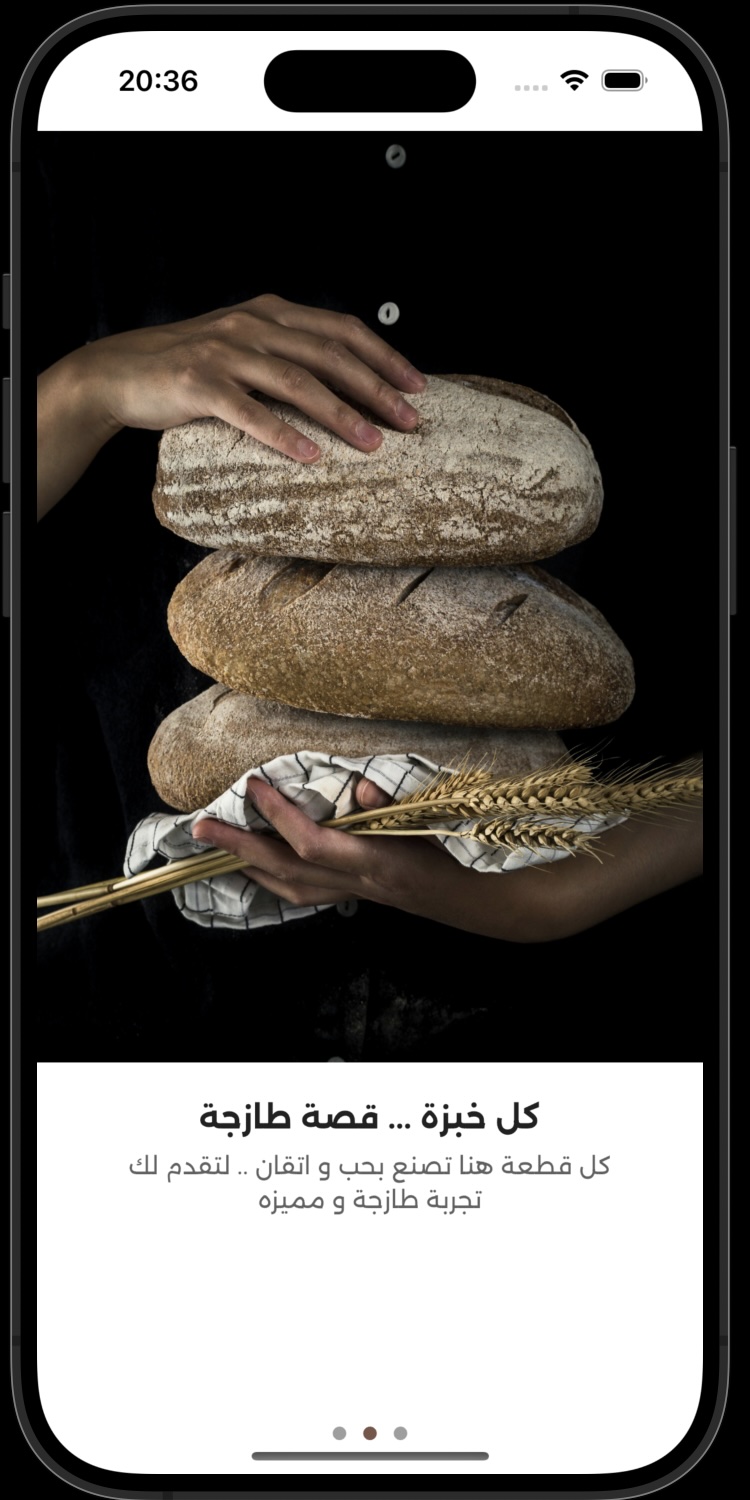 20:36
كل خبزة ... قصة طازجة
كل قطعة هنا تصنع بحب و اتقان .. لتقدم لك
تجربة طازجة و مميزه